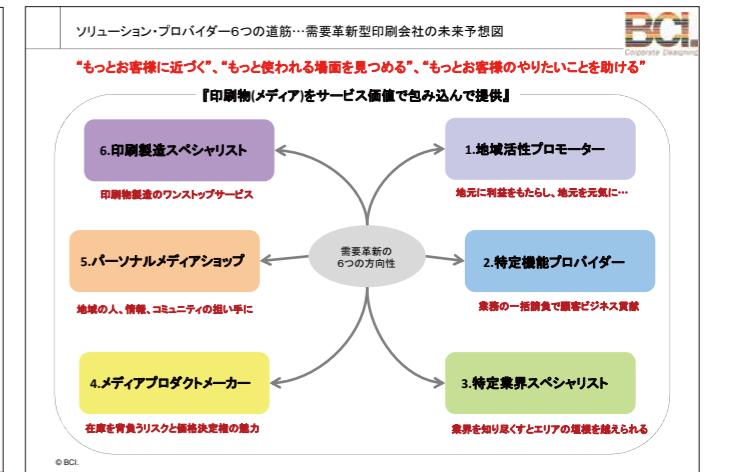 ソリューション・プロバイダー6つの道筋…需要革新型印刷会社の未来予想図
BCI.
Corporate Designing
“もっとお客様に近づく”、“もっと使われる場面を見つめる”、“もっとお客様のやりたいことを助ける”
『印刷物(メディア)をサービス価値で包み込んで提供』
6.印刷製造スペシャリスト
印刷物製造のワンストップサービス
1.地域活性プロモーター
地元に利益をもたらし、地元を元気に…
需要革新の
6つの方向性
5.パーソナルメディアショップ
地域の人、情報、コミュニティの担い手に
2.特定機能プロバイダー
業務の一括請負で顧客ビジネス貢献
4.メディアプロダクトメーカー
在庫を背負うリスクと価格決定権の魅力
3.特定業界スペシャリスト
業界を知り尽くすとエリアの垣根を越えられる
© BCI.